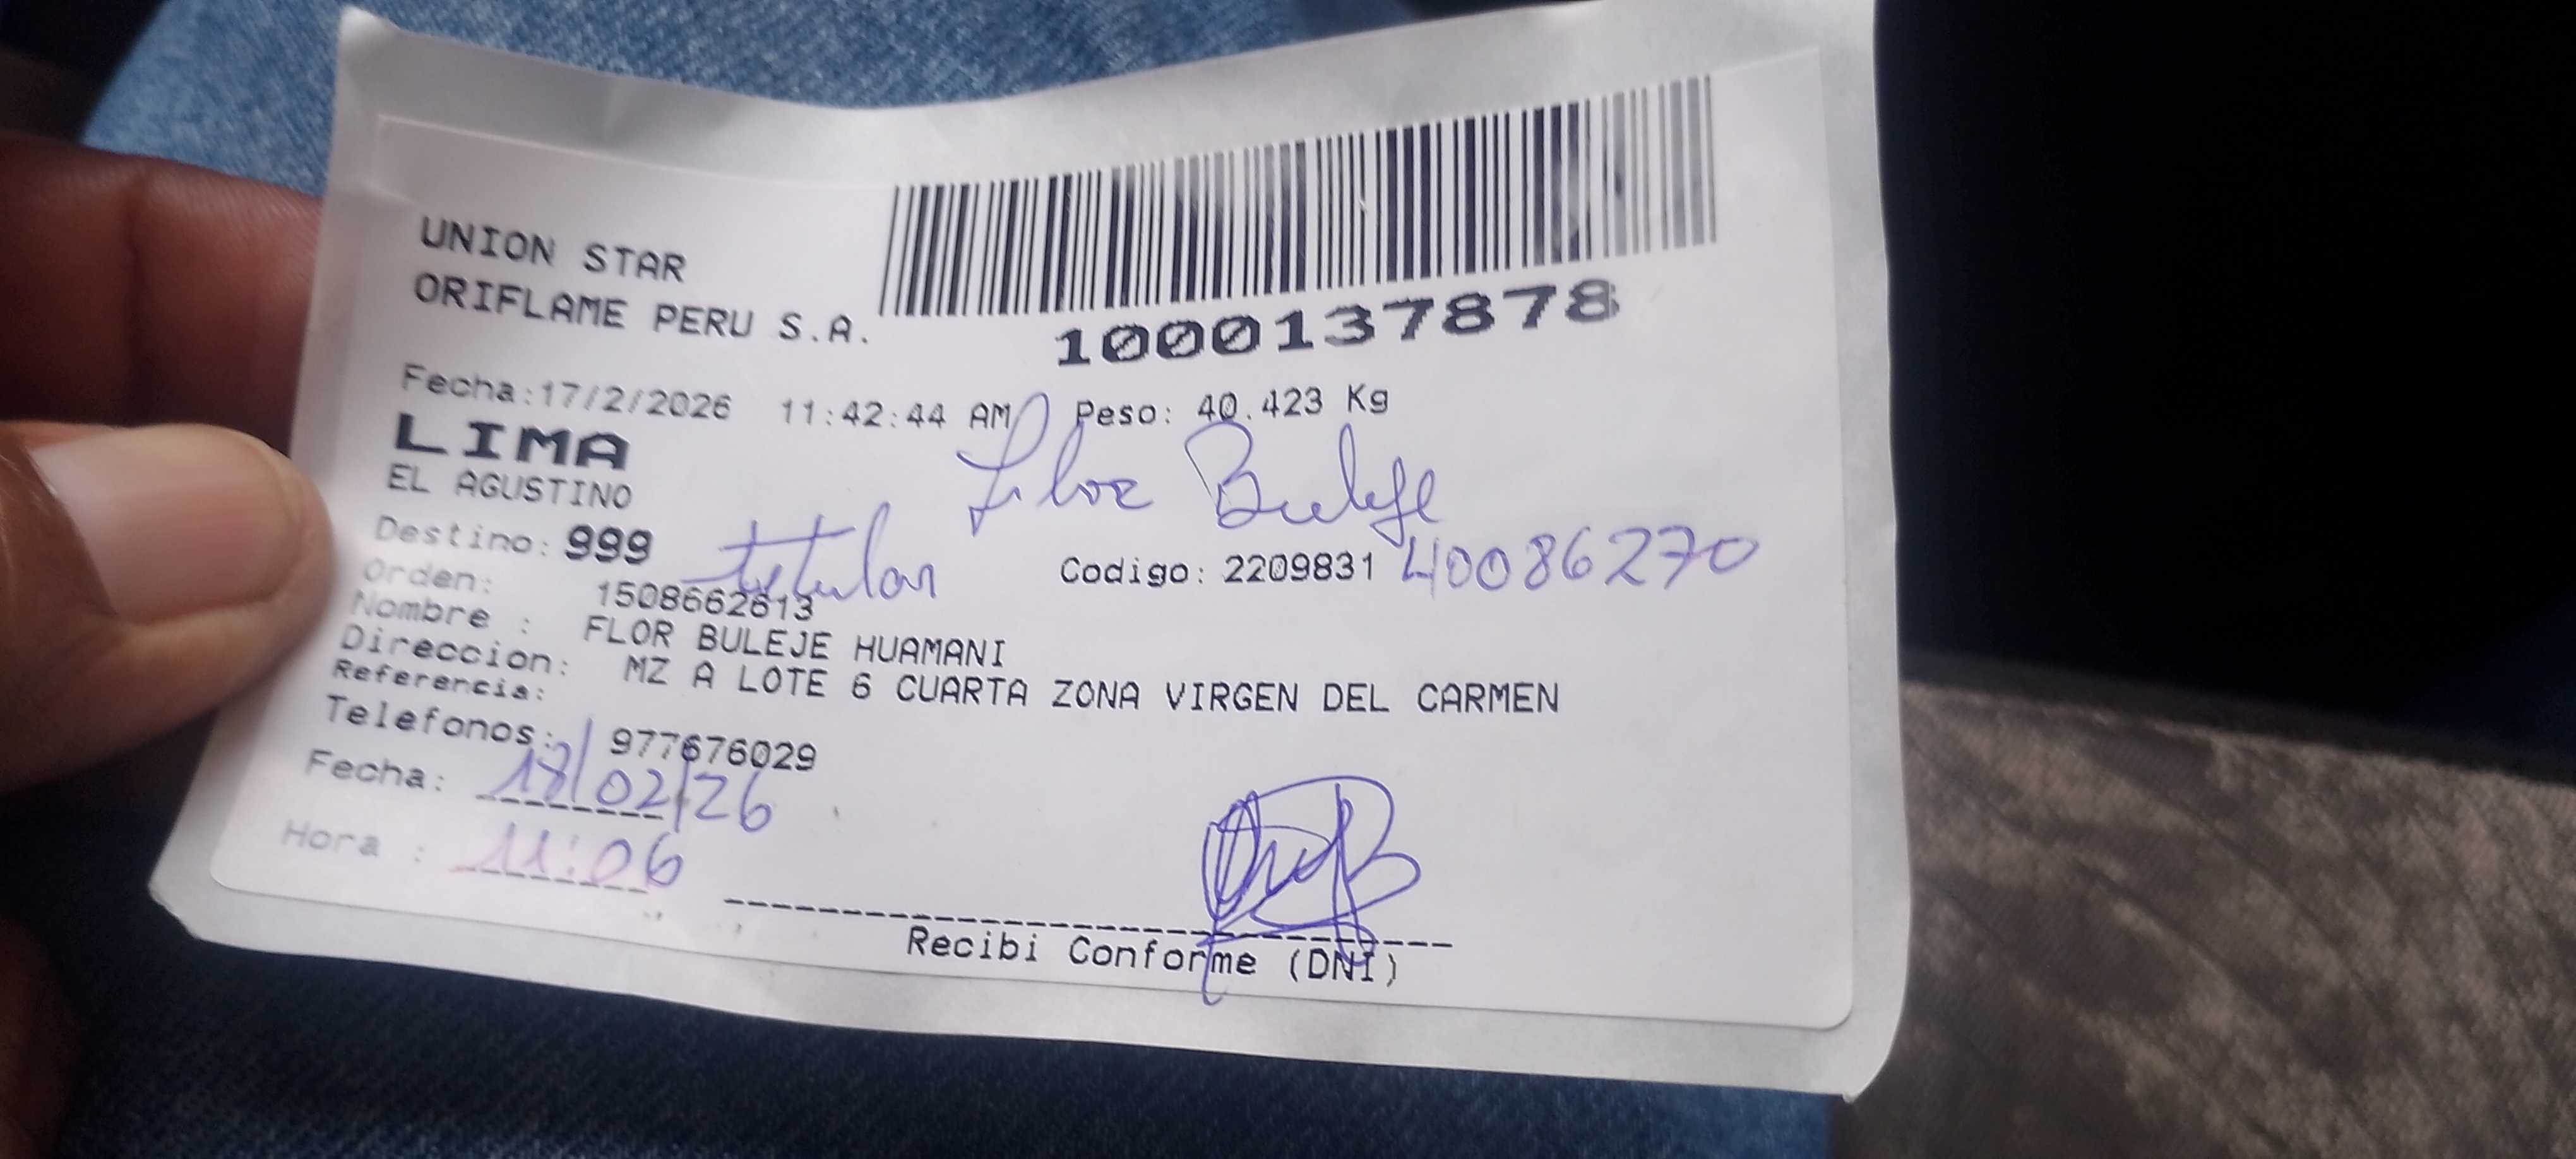 UNION STAR
ORIFLAME PERU S.A.
1000137878
Fecha:17/2/2026 11:42:44 AM Peso: 40.423 Kg
LIMA
EL AGUSTINO
Flor Buleje
Destino: 999 titular Codigo: 2209831 40086270
Orden: 1508662613
Nombre : FLOR BULEJE HUAMANI
Direccion: MZ A LOTE 6 CUARTA ZONA VIRGEN DEL CARMEN
Referencia:
Telefonos: 977676029
Fecha: 18/02/26
Hora : 11:06
Recibi Conforme (DNI)